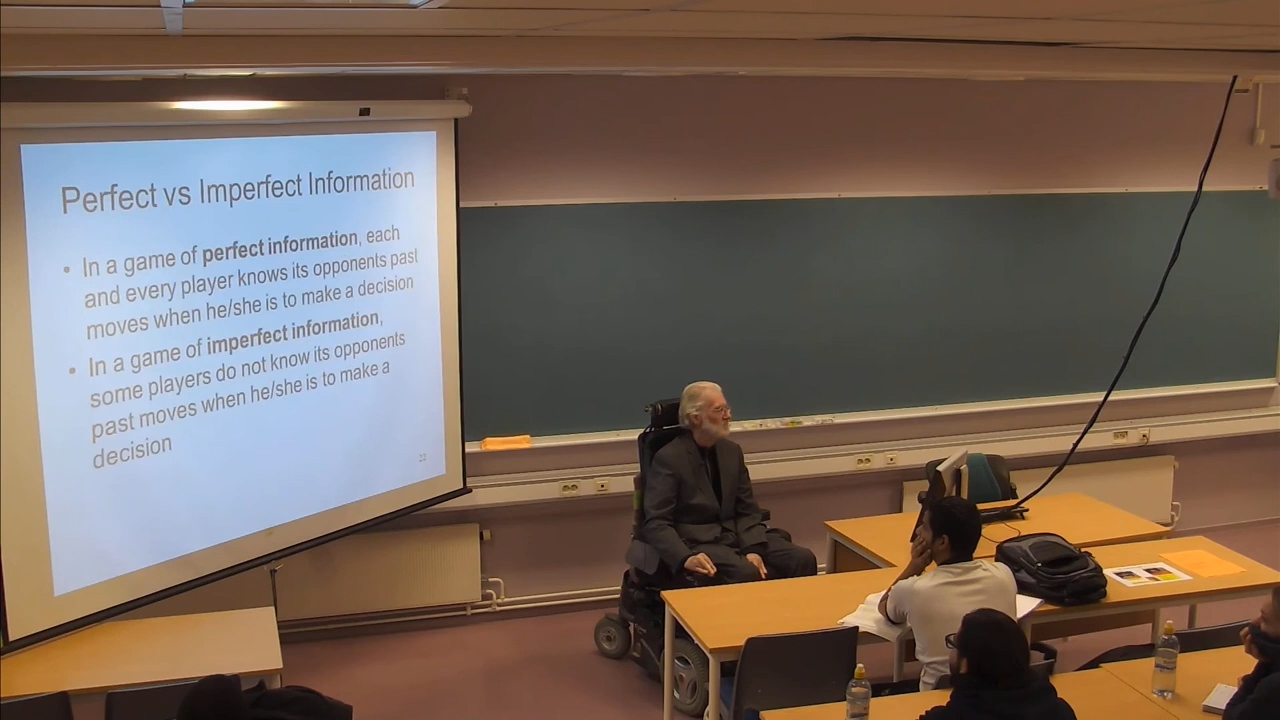 Perfect vs Imperfect Information
• In a game of perfect information, each
and every player knows its opponents past
moves when he/she is to make a decision
• In a game of imperfect information,
some players do not know its opponents
past moves when he/she is to make a
decision